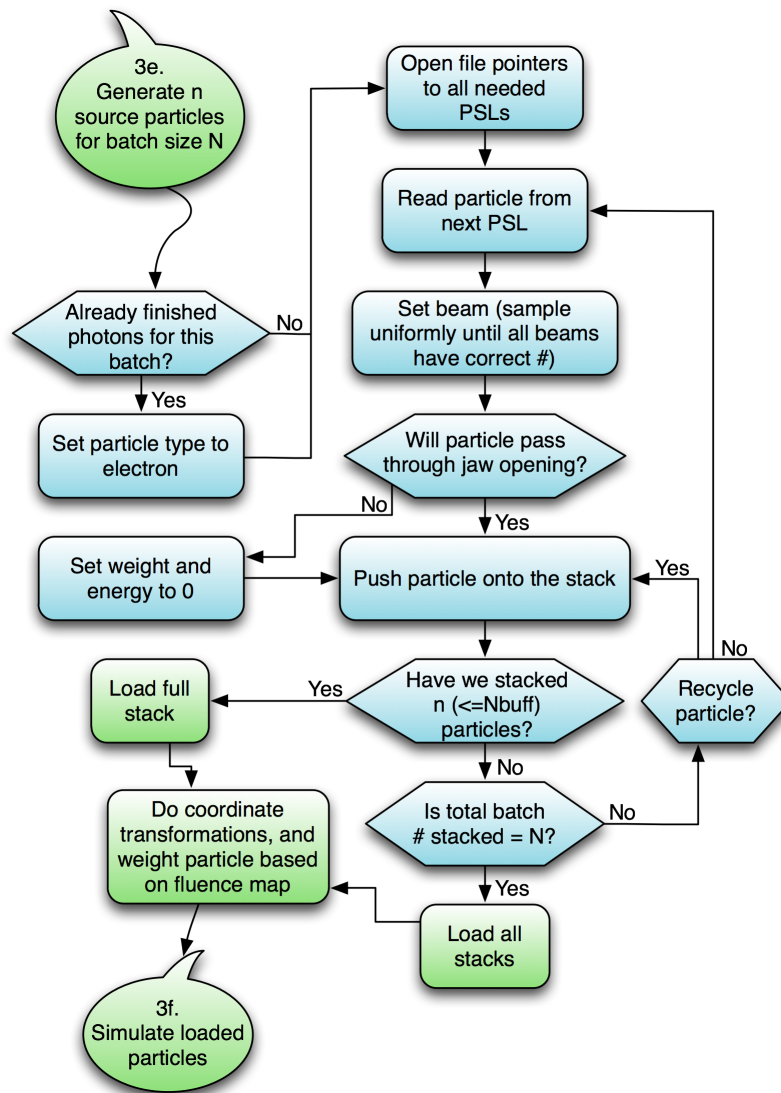 3e.
Generate n
source particles
for batch size N
Open file pointers
to all needed
PSLs
Read particle from
next PSL
Already finished
photons for this
batch?
No
Yes
Set beam (sample
uniformly until all beams
have correct #)
Set particle type to
electron
Will particle pass
through jaw opening?
No
Yes
Set weight and
energy to 0
Push particle onto the stack
Yes
No
Load full
stack
Yes
Have we stacked
n (<=Nbuff)
particles?
Recycle
particle?
No
Do coordinate
transformations, and
weight particle based
on fluence map
Is total batch
# stacked = N?
No
Yes
Load all
stacks
3f.
Simulate loaded
particles